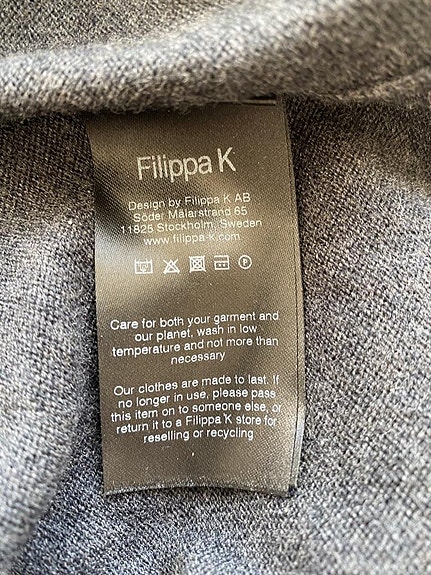 Filippa K
Design by Filippa K AB
Söder Mälarstrand 65
11825 Stockholm, Sweden
www.filippa-k.com
Care for both your garment and
our planet, wash in low
temperature and not more than
necessary
Our clothes are made to last. If
no longer in use, please pass
this item on to someone else, or
return it to a Filippa K store for
reselling or recycling